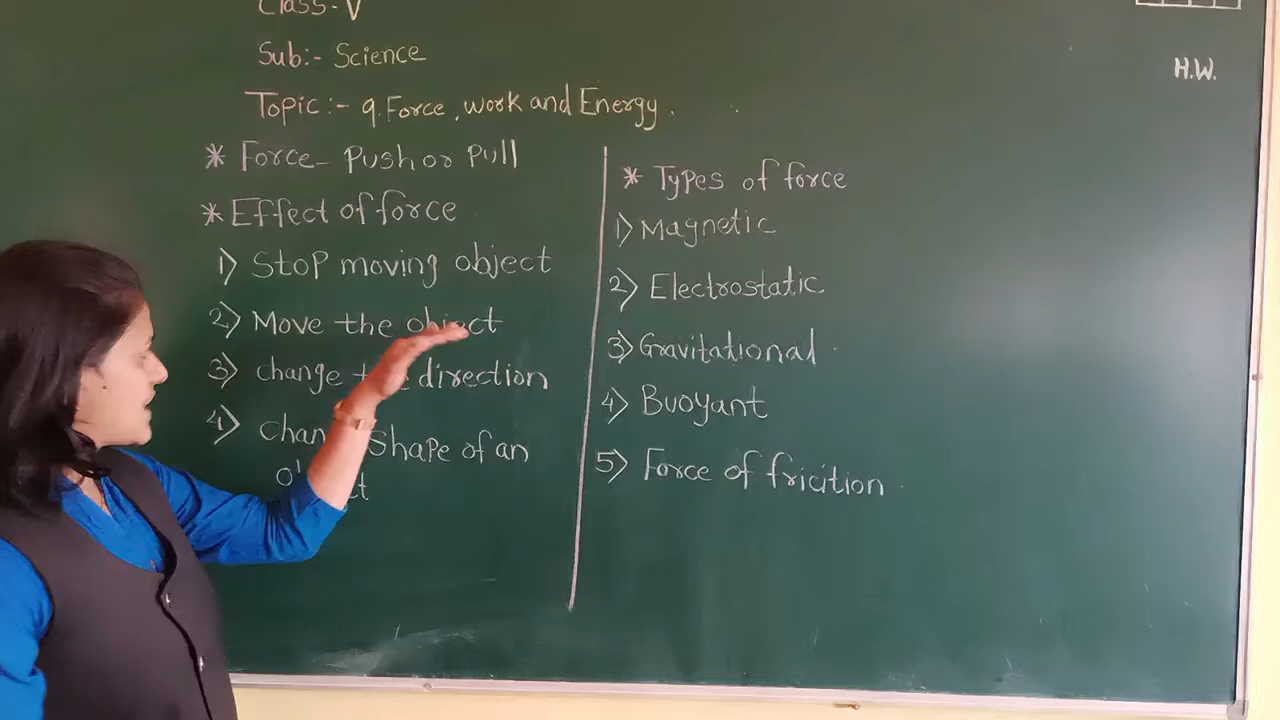 Class - V
Sub:- Science
Topic:- 9. Force, work and Energy.
* Force - Push or Pull
* Effect of force
1) Stop moving object
2) Move the object
3) change the direction
4) change shape of an
object
* Types of force
1) Magnetic
2) Electrostatic
3) Gravitational
4) Buoyant
5) Force of fricition
H.W.